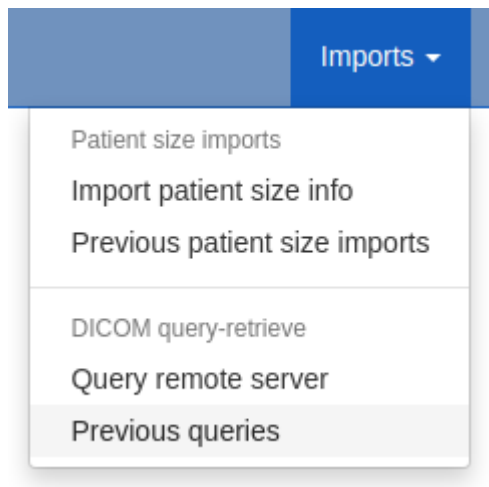 Imports
Patient size imports
Import patient size info
Previous patient size imports
DICOM query-retrieve
Query remote server
Previous queries